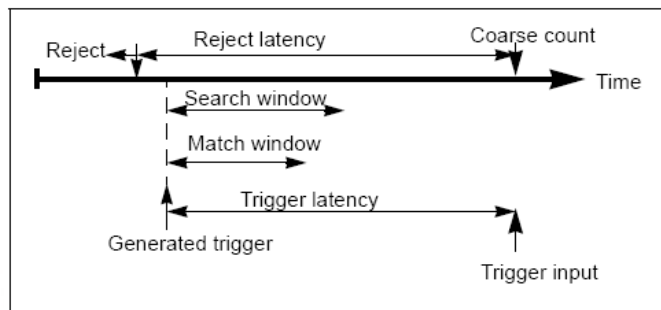 Reject
Reject latency
Coarse count
Time
Search window
Match window
Trigger latency
Generated trigger
Trigger input